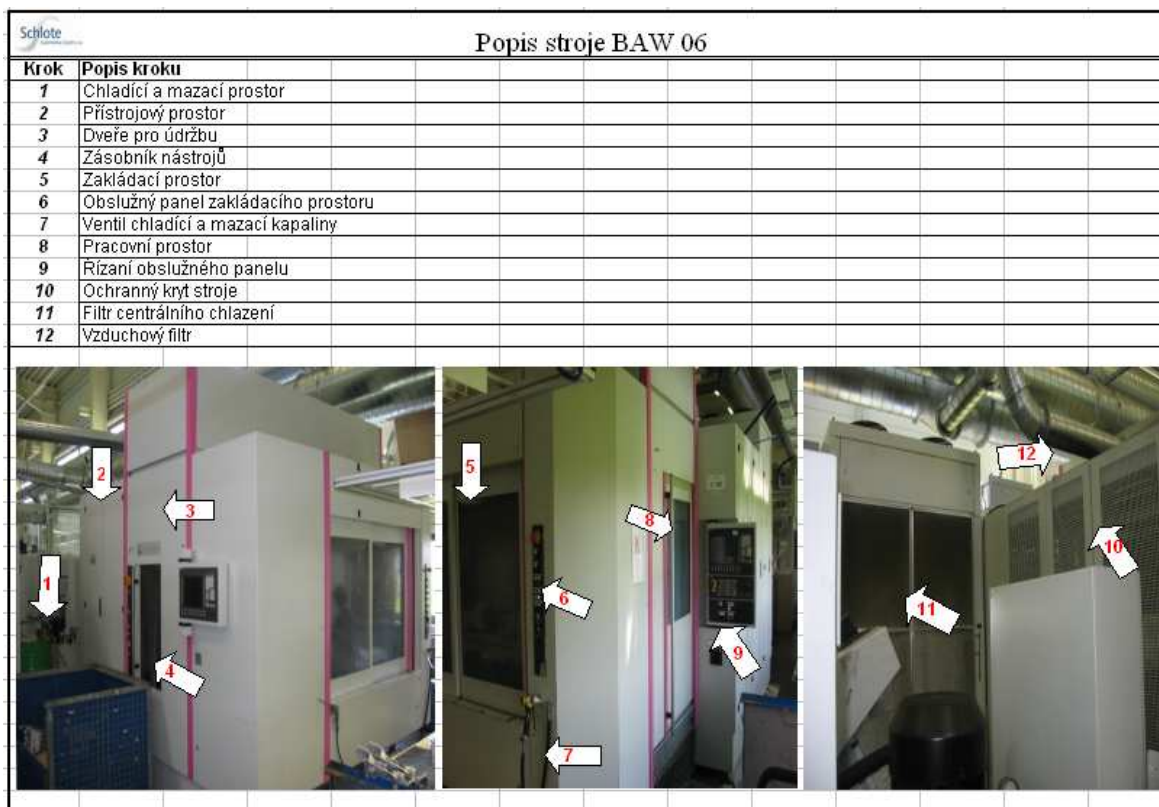 Schlote
Popis stroje BAW 06
Krok Popis kroku
1 Chladící a mazací prostor
2 Přístrojový prostor
3 Dveře pro údržbu
4 Zásobník nástrojů
5 Zakládací prostor
6 Obslužný panel zakládacího prostoru
7 Ventil chladící a mazací kapaliny
8 Pracovní prostor
9 Řízaní obslužného panelu
10 Ochranný kryt stroje
11 Filtr centrálního chlazení
12 Vzduchový filtr
2
3
1
4
5
8
6
9
7
12
10
11